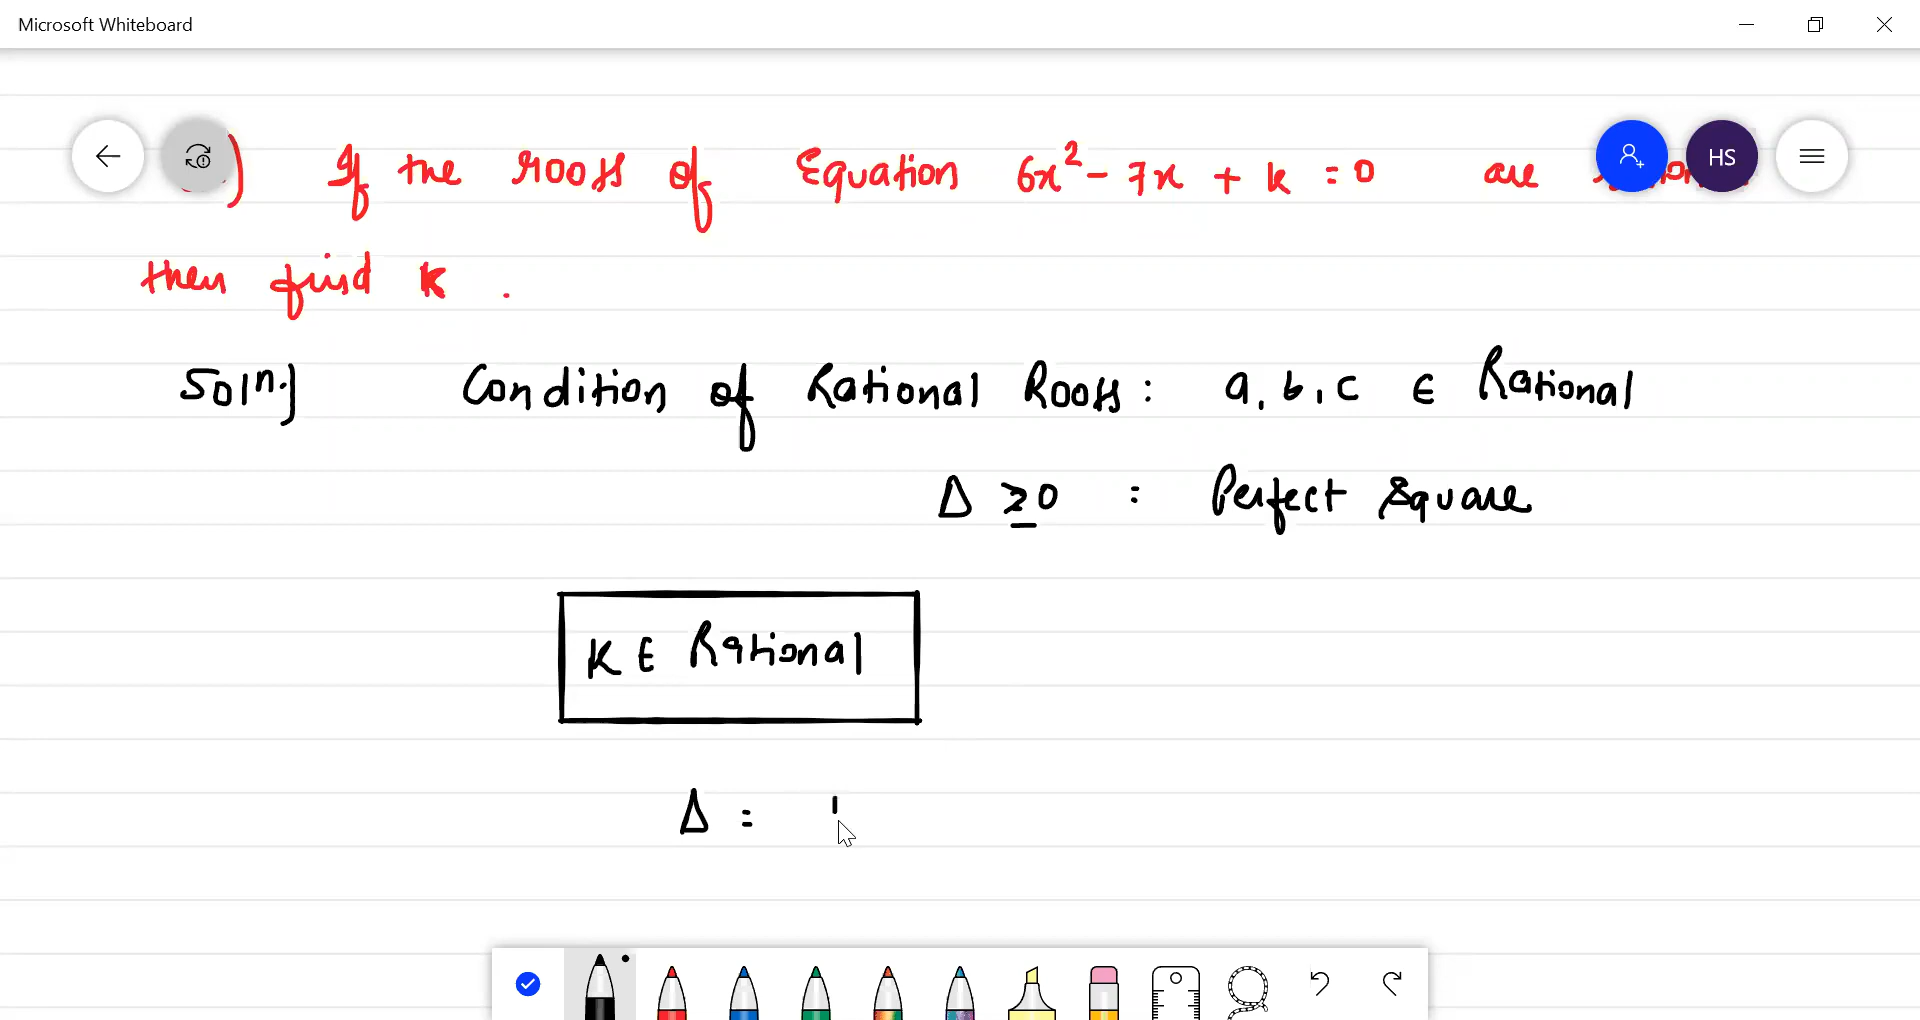 Microsoft Whiteboard
) If the roots of Equation 6x² - 7x + k = 0 are
then find k .
Soln.] Condition of Rational Roots : a, b, c ∈ Rational
Δ ≥ 0 : Perfect Square
K ∈ Rational
Δ =
HS